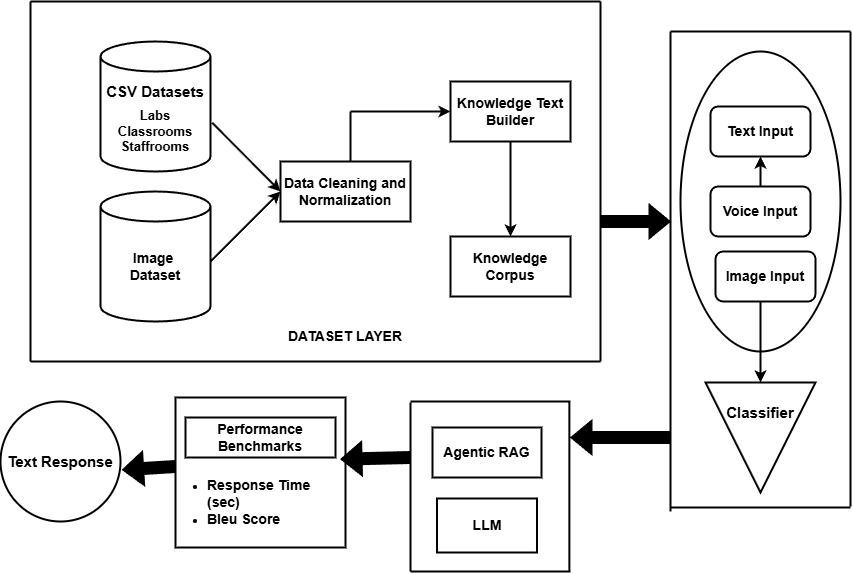 CSV Datasets
Labs
Classrooms
Staffrooms
Image
Dataset
Data Cleaning and
Normalization
Knowledge Text
Builder
Knowledge
Corpus
DATASET LAYER
Text Input
Voice Input
Image Input
Classifier
Agentic RAG
LLM
Performance
Benchmarks
• Response Time
(sec)
• Bleu Score
Text Response